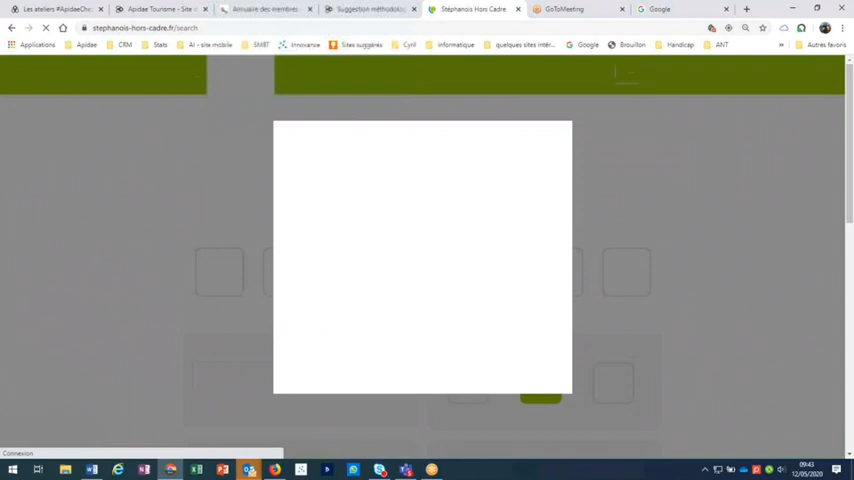 Les ateliers #ApidaeCho
Apidae Tourisme - Site
Annuaire des membres
Suggestion méthodolog
Stéphanois Hors Cadre
GoToMeeting
Google
stephanois-hors-cadre.fr/search
Applications
Apidae
CRM
Stats
AI - site mobile
SMBT
Innovance
Sites suggérés
Cyril
informatique
quelques sites intér...
Google
Brouillon
Handicap
ANT
»
Autres favoris
Connexion
09:43
12/05/2020